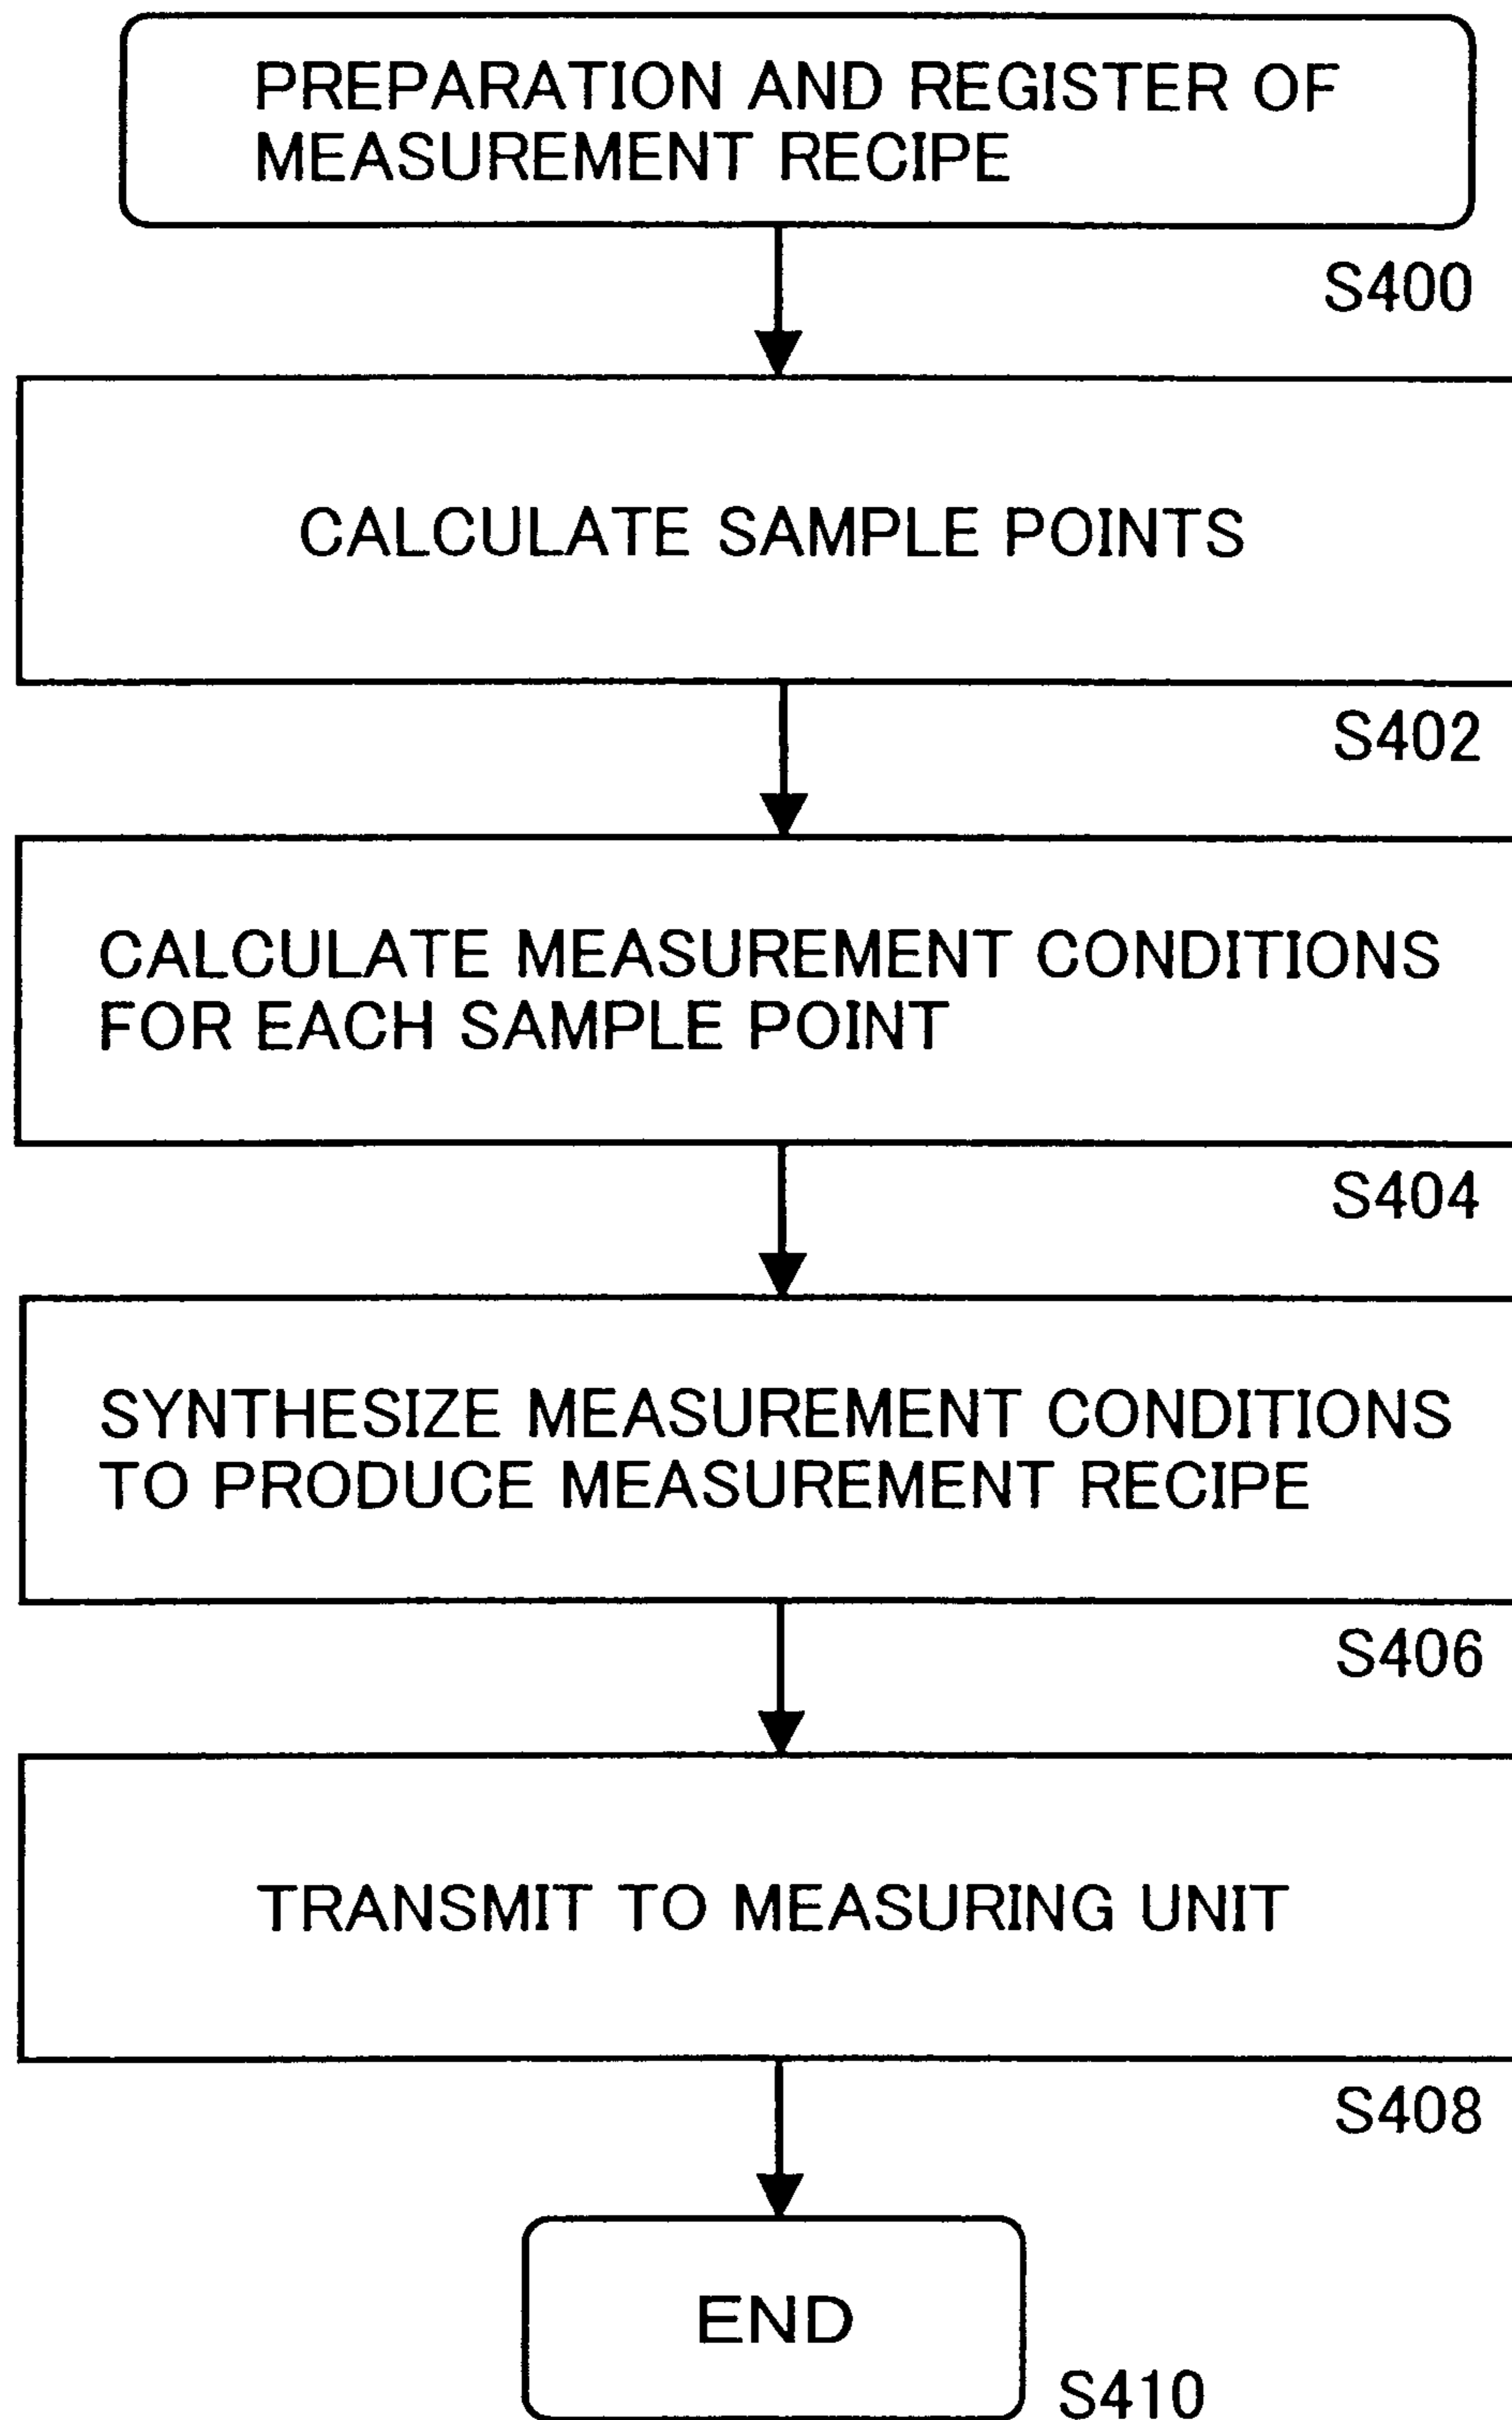 PREPARATION AND REGISTER OF
MEASUREMENT RECIPE
S400
CALCULATE SAMPLE POINTS
S402
CALCULATE MEASUREMENT CONDITIONS
FOR EACH SAMPLE POINT
S404
SYNTHESIZE MEASUREMENT CONDITIONS
TO PRODUCE MEASUREMENT RECIPE
S406
TRANSMIT TO MEASURING UNIT
S408
END
S410